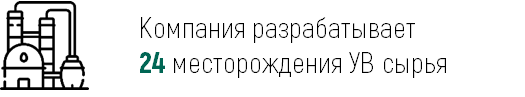 Компания разрабатывает
24 месторождения УВ сырья